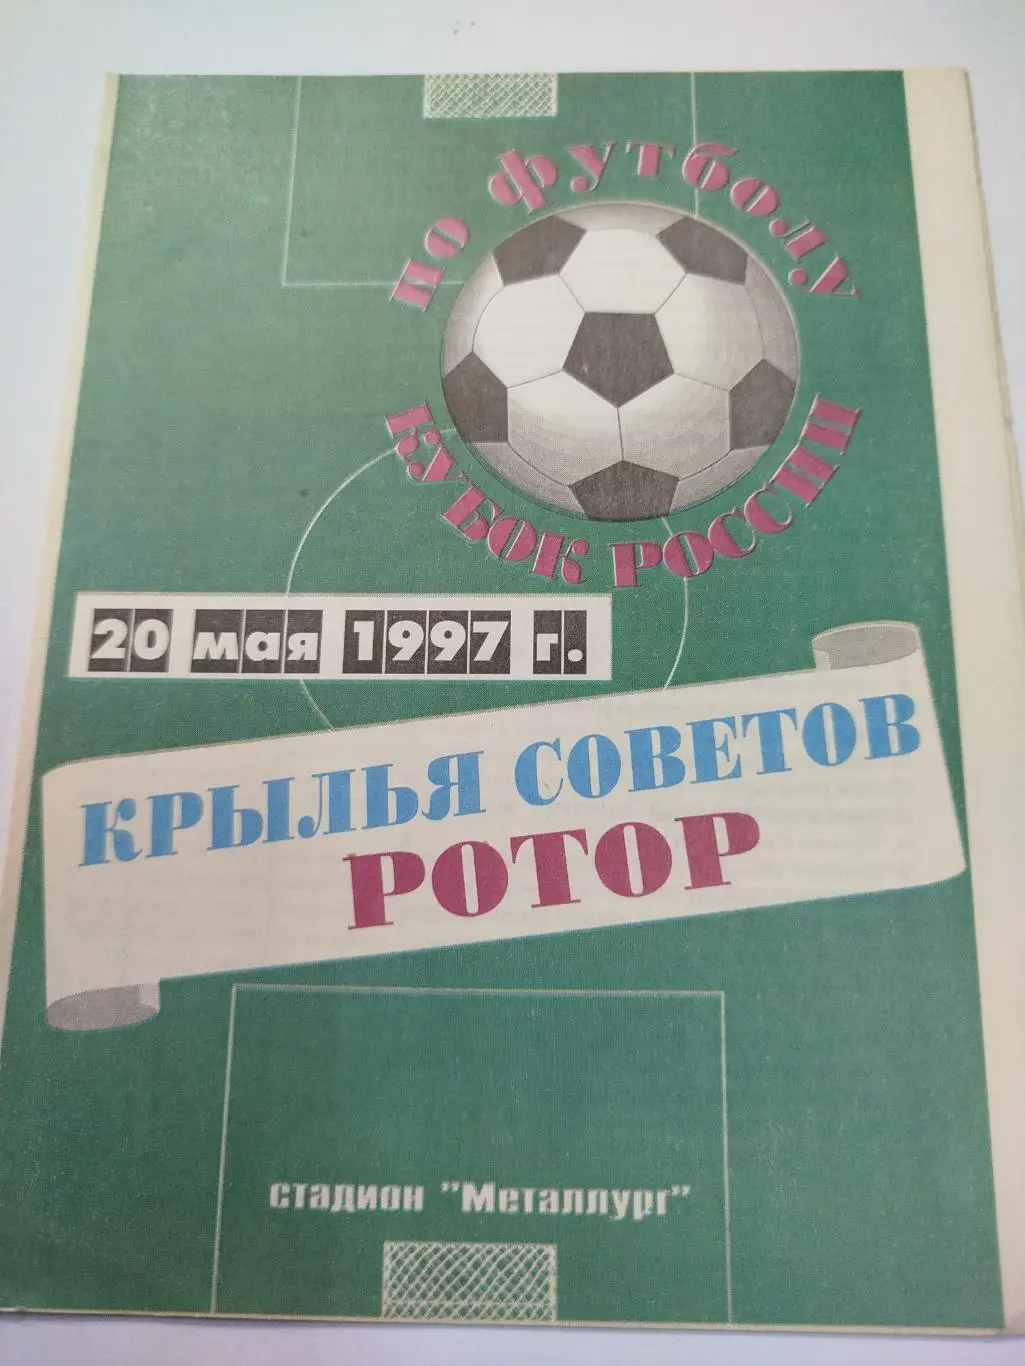 по футболу
КУБОК РОССИИ
20 мая 1997 г.
КРЫЛЬЯ СОВЕТОВ
РОТОР
стадион "Металлург"